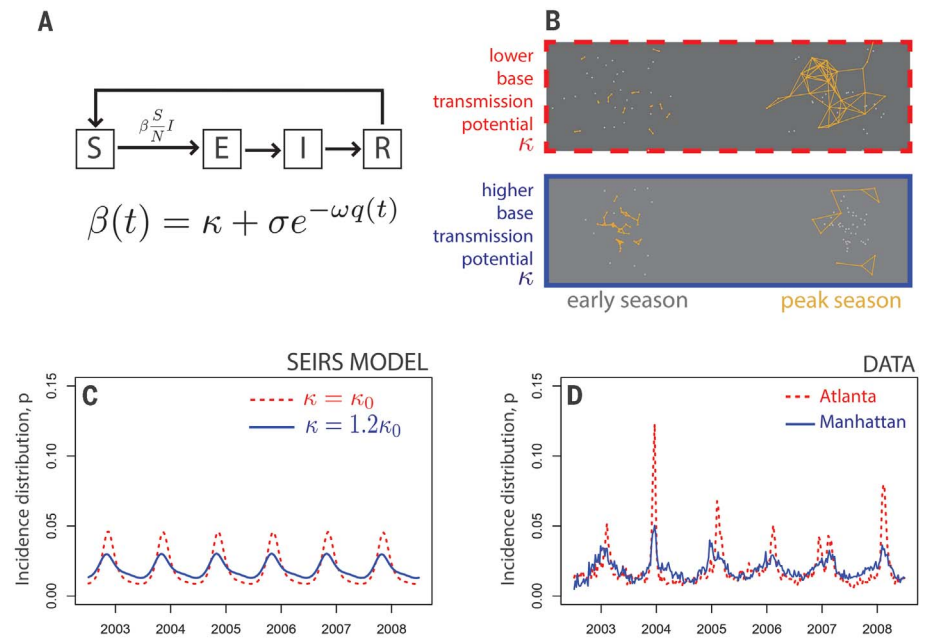 A
β S/N I
S
E
I
R
β(t) = κ + σe^{-ωq(t)}
B
lower
base
transmission
potential
κ
higher
base
transmission
potential
κ
early season
peak season
SEIRS MODEL
C
κ = κ₀
κ = 1.2κ₀
Incidence distribution, p
0.15
0.10
0.05
0.00
2003 2004 2005 2006 2007 2008
DATA
D
Atlanta
Manhattan
Incidence distribution, p
0.15
0.10
0.05
0.00
2003 2004 2005 2006 2007 2008